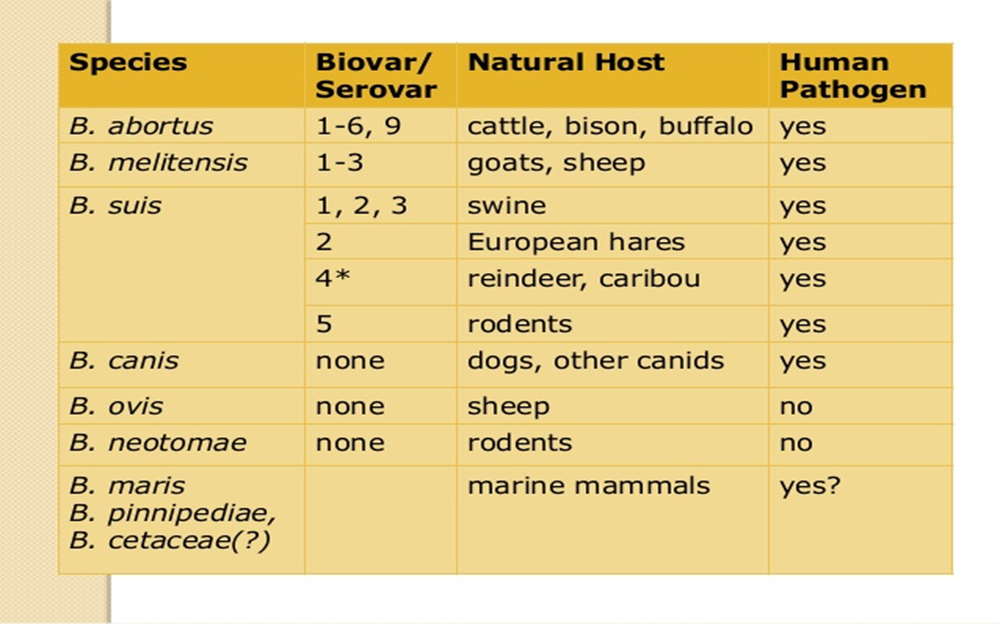 Species Biovar/ Natural Host Human
Serovar Pathogen
B. abortus 1-6, 9 cattle, bison, buffalo yes
B. melitensis 1-3 goats, sheep yes
B. suis 1, 2, 3 swine yes
2 European hares yes
4* reindeer, caribou yes
5 rodents yes
B. canis none dogs, other canids yes
B. ovis none sheep no
B. neotomae none rodents no
B. maris marine mammals yes?
B. pinnipediae,
B. cetaceae(?)